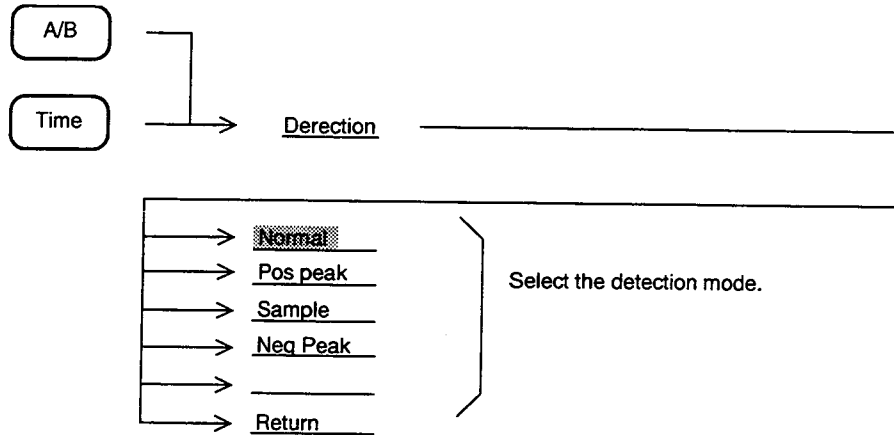 A/B
Time
Derection
Normal
Pos peak
Sample
Select the detection mode.
Neg Peak
Return